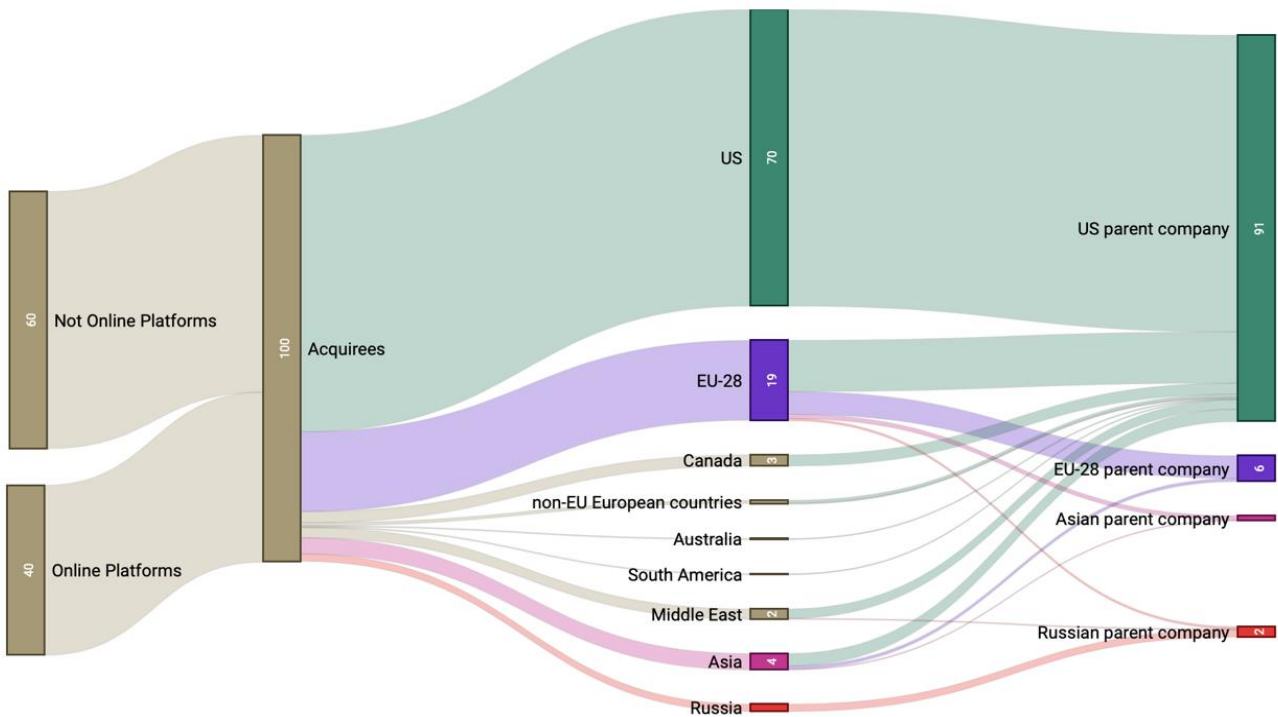 60
Not Online Platforms
40
Online Platforms
100
Acquirees
US
70
EU-28
19
Canada
3
non-EU European countries
Australia
South America
Middle East
2
Asia
4
Russia
US parent company
91
EU-28 parent company
6
Asian parent company
Russian parent company
2